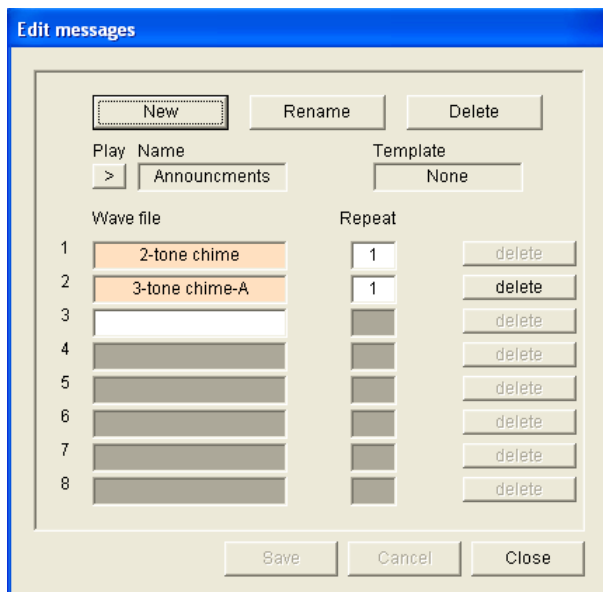 Edit messages
New Rename Delete
Play Name Template
> Announcments None
Wave file Repeat
1 2-tone chime 1 delete
2 3-tone chime-A 1 delete
3 delete
4 delete
5 delete
6 delete
7 delete
8 delete
Save Cancel Close